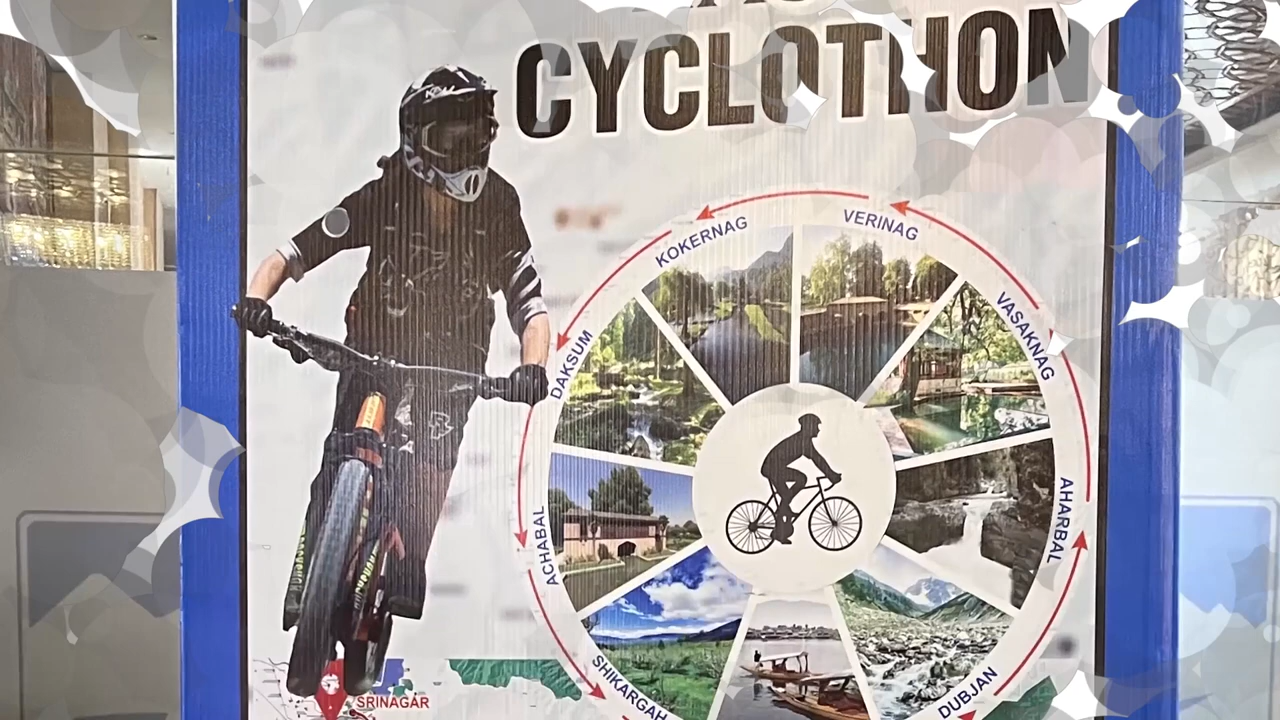 CYCLOTHON
KOKERNAG
VERINAG
VASAKNAG
DAKSUM
AHARBAL
ACHABAL
SHIKARGAH
DUBJAN
SRINAGAR